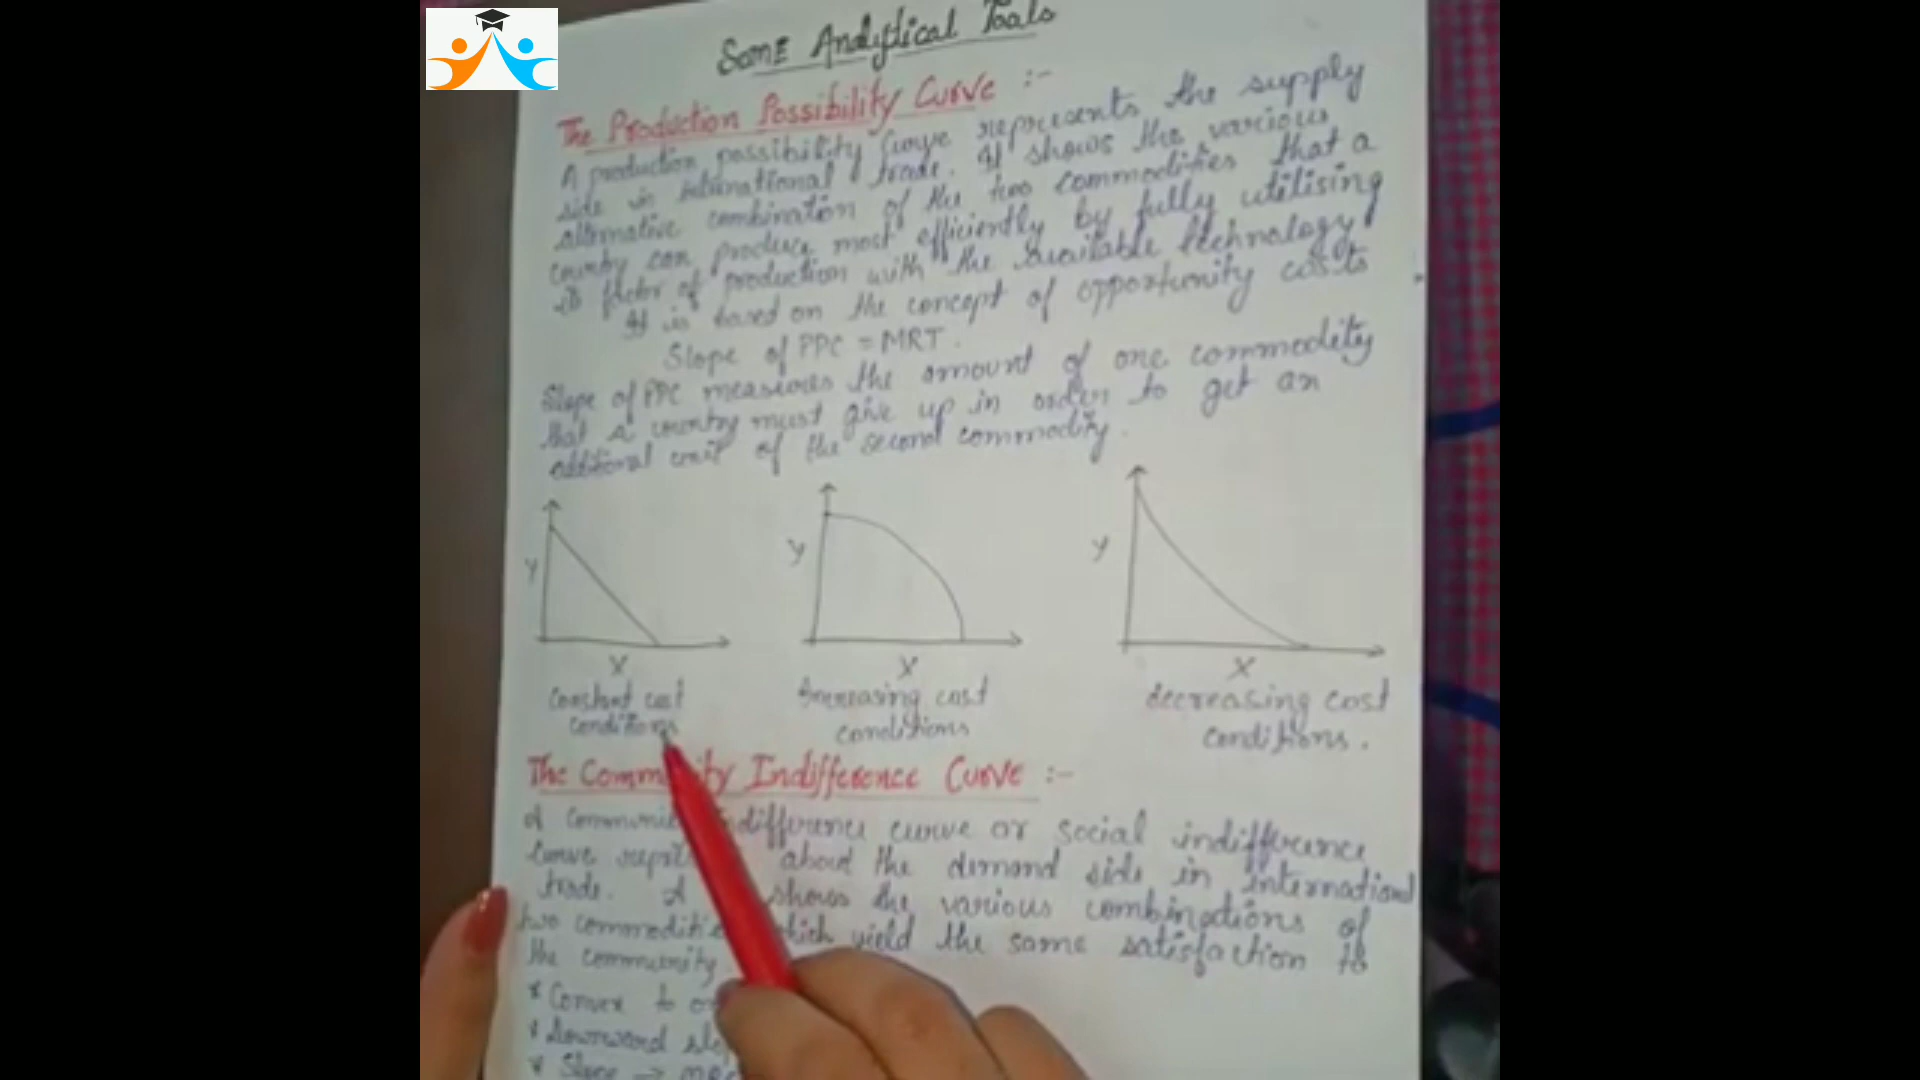 Some Analytical Tools
The Production Possibility Curve :-
A production possibility curve represents the supply
side in international trade. It shows the various
alternative combination of the two commodities that a
country can produce most efficiently by fully utilising
its factor of production with the available technology
It is based on the concept of opportunity costs
Slope of PPC = MRT.
Slope of PPC measures the amount of one commodity
that a country must give up in order to get an
additional unit of the second commodity.
Y
X
constant cost
conditions
Y
X
Increasing cost
conditions
Y
X
decreasing cost
conditions.
The Community Indifference Curve :-
A indifference curve or social indifference
curve about the demand side in international
trade. shows the various combinations of
two which yield the same satisfaction to
the community
* Convex to
* Downward
* Slope →